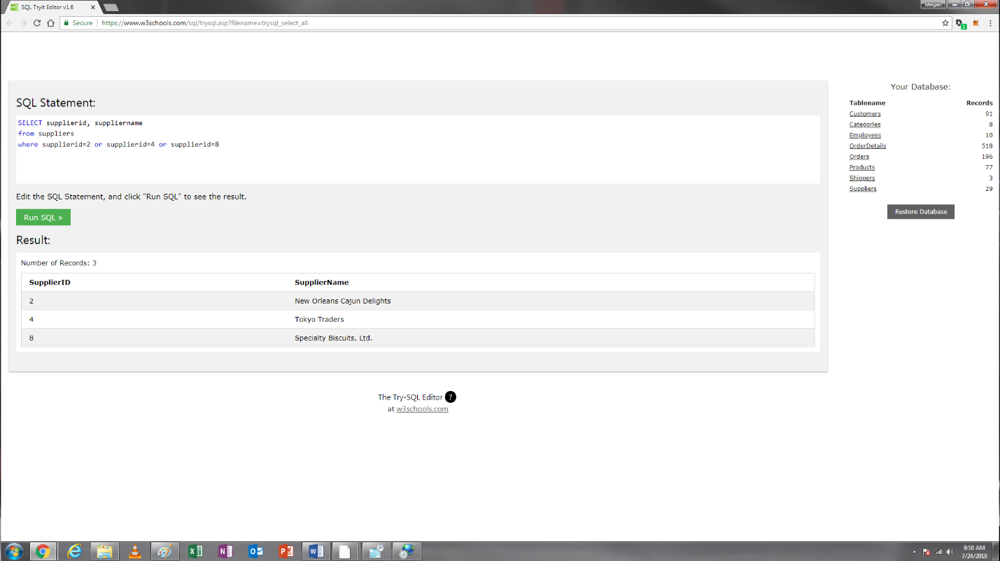 SQL Tryit Editor v1.6
Megan
Secure
https://www.w3schools.com/sql/trysql.asp?filename=trysql_select_all
2
SQL Statement:
SELECT supplierid, suppliername
from suppliers
where supplierid=2 or supplierid=4 or supplierid=8
Edit the SQL Statement, and click "Run SQL" to see the result.
Run SQL »
Result:
Number of Records: 3
SupplierID SupplierName
2 New Orleans Cajun Delights
4 Tokyo Traders
8 Specialty Biscuits, Ltd.
The Try-SQL Editor ?
at w3schools.com
Your Database:
Tablename Records
Customers 91
Categories 8
Employees 10
OrderDetails 518
Orders 196
Products 77
Shippers 3
Suppliers 29
Restore Database
9:50 AM
7/24/2018